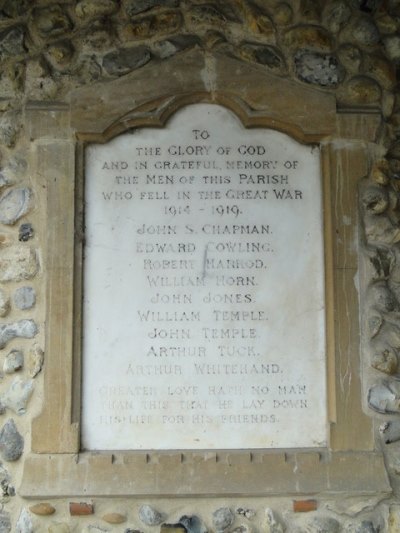 TO
THE GLORY OF GOD
AND IN GRATEFUL MEMORY OF
THE MEN OF THIS PARISH
WHO FELL IN THE GREAT WAR
1914 - 1919.
JOHN S. CHAPMAN.
EDWARD COWLING.
ROBERT HARROD.
WILLIAM HORN.
JOHN JONES.
WILLIAM TEMPLE.
JOHN TEMPLE.
ARTHUR TUCK.
ARTHUR WHITEHAND.
GREATER LOVE HATH NO MAN
THAN THIS THAT HE LAY DOWN
HIS LIFE FOR HIS FRIENDS.